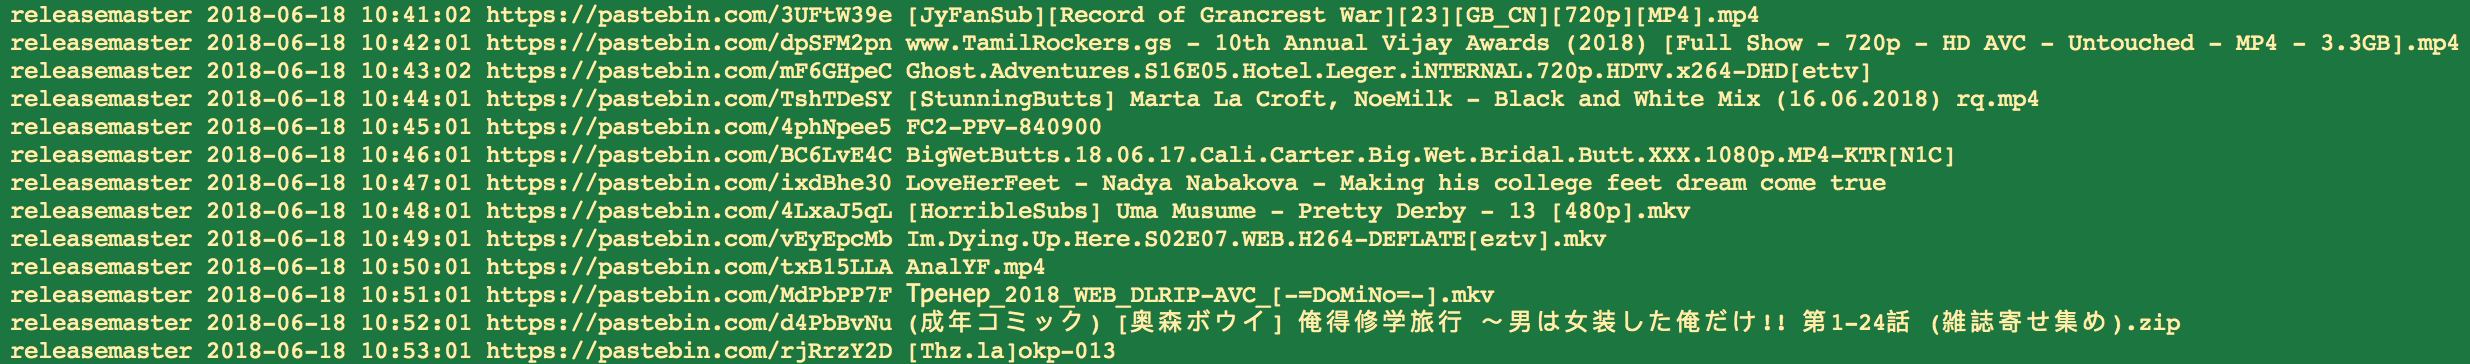 releasemaster 2018-06-18 10:41:02 https://pastebin.com/3UFtW39e [JyFanSub][Record of Grancrest War][23][GB_CN][720p][MP4].mp4
releasemaster 2018-06-18 10:42:01 https://pastebin.com/dpSFM2pn www.TamilRockers.gs - 10th Annual Vijay Awards (2018) [Full Show - 720p - HD AVC - Untouched - MP4 - 3.3GB].mp4
releasemaster 2018-06-18 10:43:02 https://pastebin.com/mF6GHpeC Ghost.Adventures.S16E05.Hotel.Leger.iNTERNAL.720p.HDTV.x264-DHD[ettv]
releasemaster 2018-06-18 10:44:01 https://pastebin.com/TshTDeSY [StunningButts] Marta La Croft, NoeMilk - Black and White Mix (16.06.2018) rq.mp4
releasemaster 2018-06-18 10:45:01 https://pastebin.com/4phNpee5 FC2-PPV-840900
releasemaster 2018-06-18 10:46:01 https://pastebin.com/BC6LvE4C BigWetButts.18.06.17.Cali.Carter.Big.Wet.Bridal.Butt.XXX.1080p.MP4-KTR[N1C]
releasemaster 2018-06-18 10:47:01 https://pastebin.com/ixdBhe30 LoveHerFeet - Nadya Nabakova - Making his college feet dream come true
releasemaster 2018-06-18 10:48:01 https://pastebin.com/4LxaJ5qL [HorribleSubs] Uma Musume - Pretty Derby - 13 [480p].mkv
releasemaster 2018-06-18 10:49:01 https://pastebin.com/vEyEpcMb Im.Dying.Up.Here.S02E07.WEB.H264-DEFLATE[eztv].mkv
releasemaster 2018-06-18 10:50:01 https://pastebin.com/txB15LLA AnalYF.mp4
releasemaster 2018-06-18 10:51:01 https://pastebin.com/MdPbPP7F Тренер_2018_WEB_DLRIP-AVC_[-=DoMiNo=-].mkv
releasemaster 2018-06-18 10:52:01 https://pastebin.com/d4PbBvNu (成年コミック) [奥森ボウイ] 俺得修学旅行 ～男は女装した俺だけ!! 第1-24話 (雑誌寄せ集め).zip
releasemaster 2018-06-18 10:53:01 https://pastebin.com/rjRrzY2D [Thz.la]okp-013